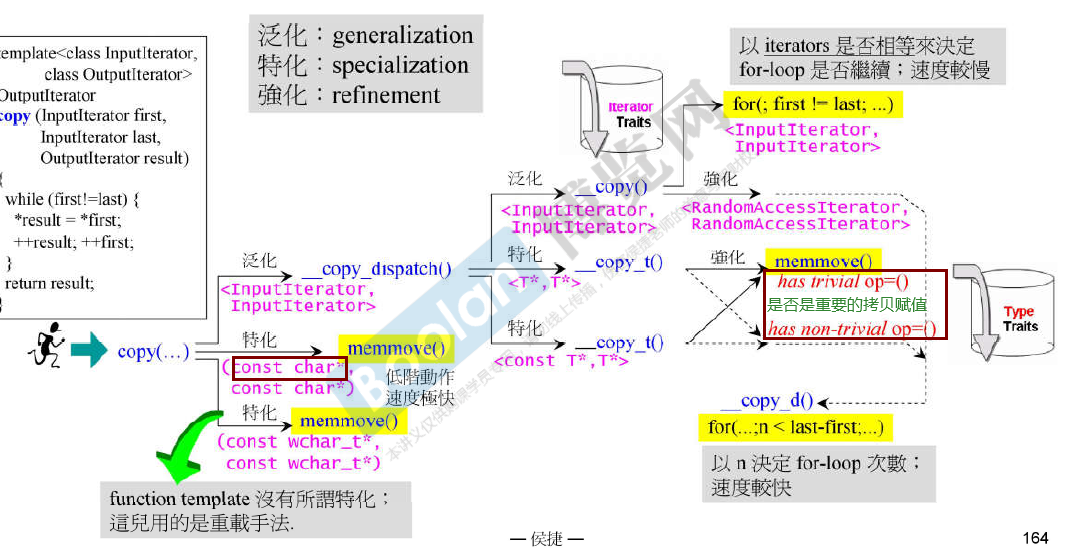 template<class InputIterator,
class OutputIterator>
OutputIterator
copy (InputIterator first,
InputIterator last,
OutputIterator result)
{
while (first!=last) {
*result = *first;
++result; ++first;
}
return result;
}
泛化：generalization
特化：specialization
強化：refinement
以 iterators 是否相等來決定
for-loop 是否繼續；速度較慢
Iterator
Traits
for(; first != last; ...)
<InputIterator,
InputIterator>
泛化
__copy()
<InputIterator,
InputIterator>
強化
<RandomAccessIterator,
RandomAccessIterator>
泛化
__copy_dispatch()
<InputIterator,
InputIterator>
特化
__copy_t()
<T*,T*>
強化
memmove()
has trivial op=()
是否是重要的拷贝赋值
has non-trivial op=()
Type
Traits
特化
__copy_t()
<const T*,T*>
copy(…)
特化
memmove()
(const char*,
const char*)
低階動作
速度極快
特化
memmove()
(const wchar_t*,
const wchar_t*)
__copy_d()
for(...;n < last-first;...)
以 n 決定 for-loop 次數；
速度較快
function template 沒有所謂特化；
這兒用的是重載手法.
Boolan 博览网
— 侯捷 —
164